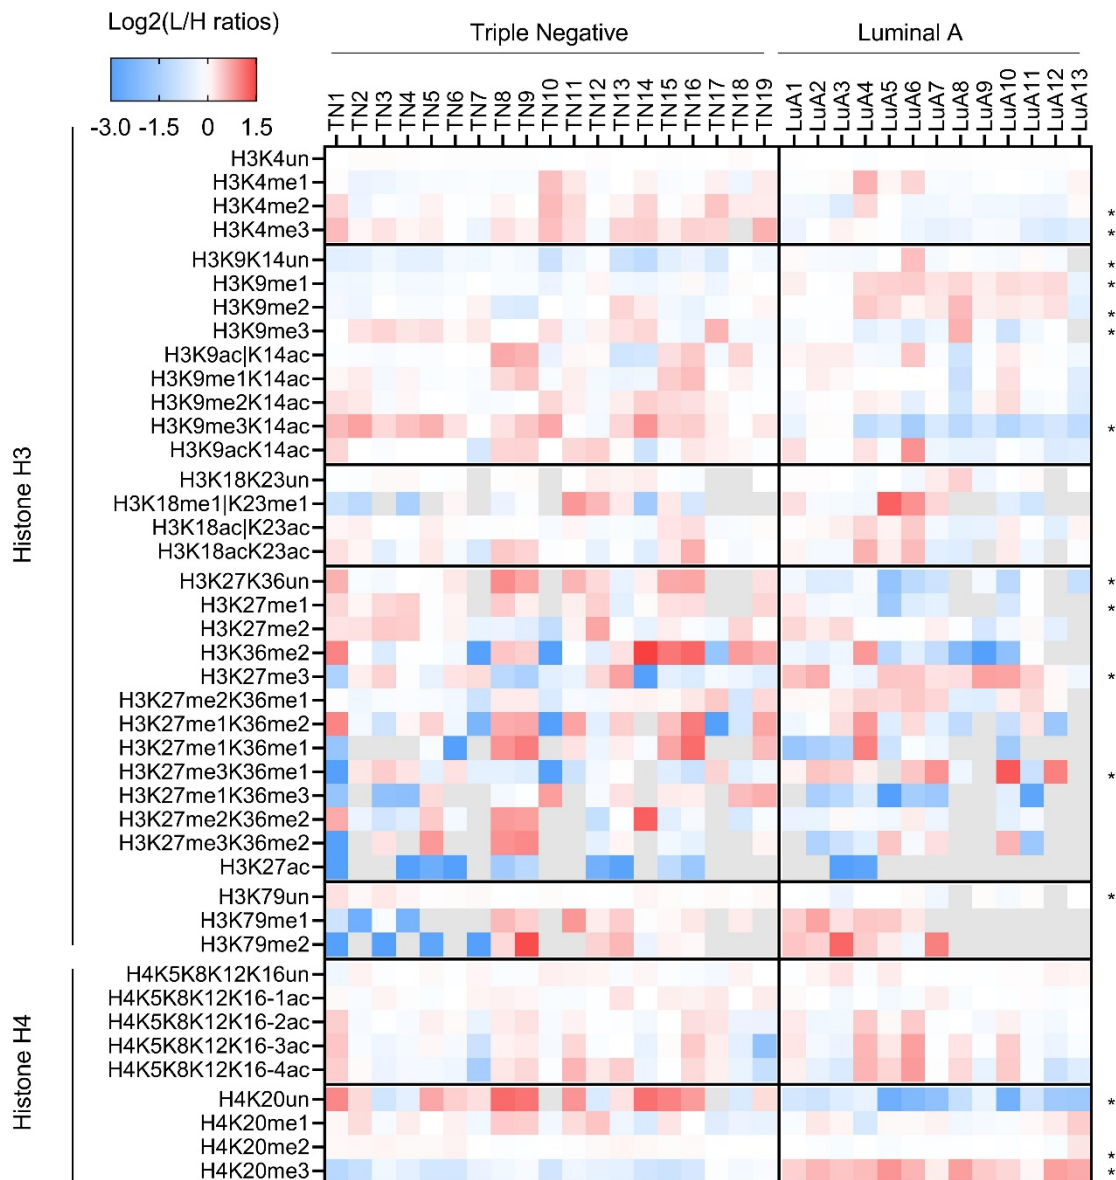 Log2(L/H ratios)
-3.0 -1.5 0 1.5
Triple Negative
Luminal A
TN1 TN2 TN3 TN4 TN5 TN6 TN7 TN8 TN9 TN10 TN11 TN12 TN13 TN14 TN15 TN16 TN17 TN18 TN19
LuA1 LuA2 LuA3 LuA4 LuA5 LuA6 LuA7 LuA8 LuA9 LuA10 LuA11 LuA12 LuA13
Histone H3
H3K4un
H3K4me1
H3K4me2 *
H3K4me3 *
H3K9K14un *
H3K9me1 *
H3K9me2 *
H3K9me3 *
H3K9ac|K14ac
H3K9me1K14ac
H3K9me2K14ac
H3K9me3K14ac *
H3K9acK14ac
H3K18K23un
H3K18me1|K23me1
H3K18ac|K23ac
H3K18acK23ac
H3K27K36un *
H3K27me1 *
H3K27me2
H3K36me2
H3K27me3 *
H3K27me2K36me1
H3K27me1K36me2
H3K27me1K36me1
H3K27me3K36me1 *
H3K27me1K36me3
H3K27me2K36me2
H3K27me3K36me2
H3K27ac
H3K79un *
H3K79me1
H3K79me2
Histone H4
H4K5K8K12K16un
H4K5K8K12K16-1ac
H4K5K8K12K16-2ac
H4K5K8K12K16-3ac
H4K5K8K12K16-4ac
H4K20un *
H4K20me1
H4K20me2 *
H4K20me3 *